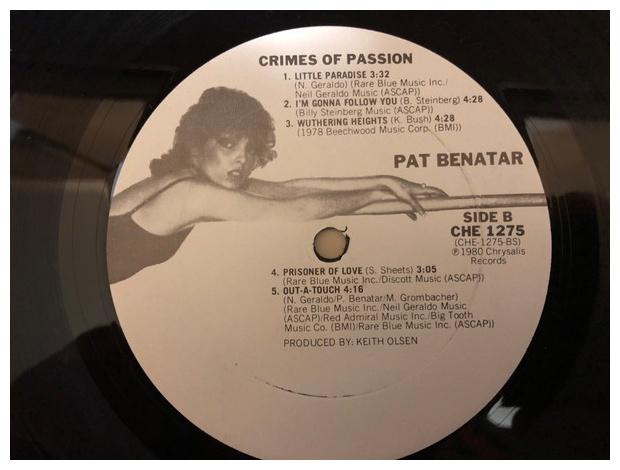 CRIMES OF PASSION
1. LITTLE PARADISE 3:32
(N. Geraldo) (Rare Blue Music Inc./
Neil Geraldo Music (ASCAP))
2. I'M GONNA FOLLOW YOU (B. Steinberg) 4:28
(Billy Steinberg Music (ASCAP))
3. WUTHERING HEIGHTS (K. Bush) 4:28
(1978 Beechwood Music Corp. (BMI))
PAT BENATAR
SIDE B
CHE 1275
(CHE-1275-BS)
℗1980 Chrysalis
Records
4. PRISONER OF LOVE (S. Sheets) 3:05
(Rare Blue Music Inc./Discott Music (ASCAP))
5. OUT-A-TOUCH 4:16
(N. Geraldo/P. Benatar/M. Grombacher)
(Rare Blue Music Inc./Neil Geraldo Music
(ASCAP)/Red Admiral Music Inc./Big Tooth
Music Co. (BMI)/Rare Blue Music Inc. (ASCAP))
PRODUCED BY: KEITH OLSEN